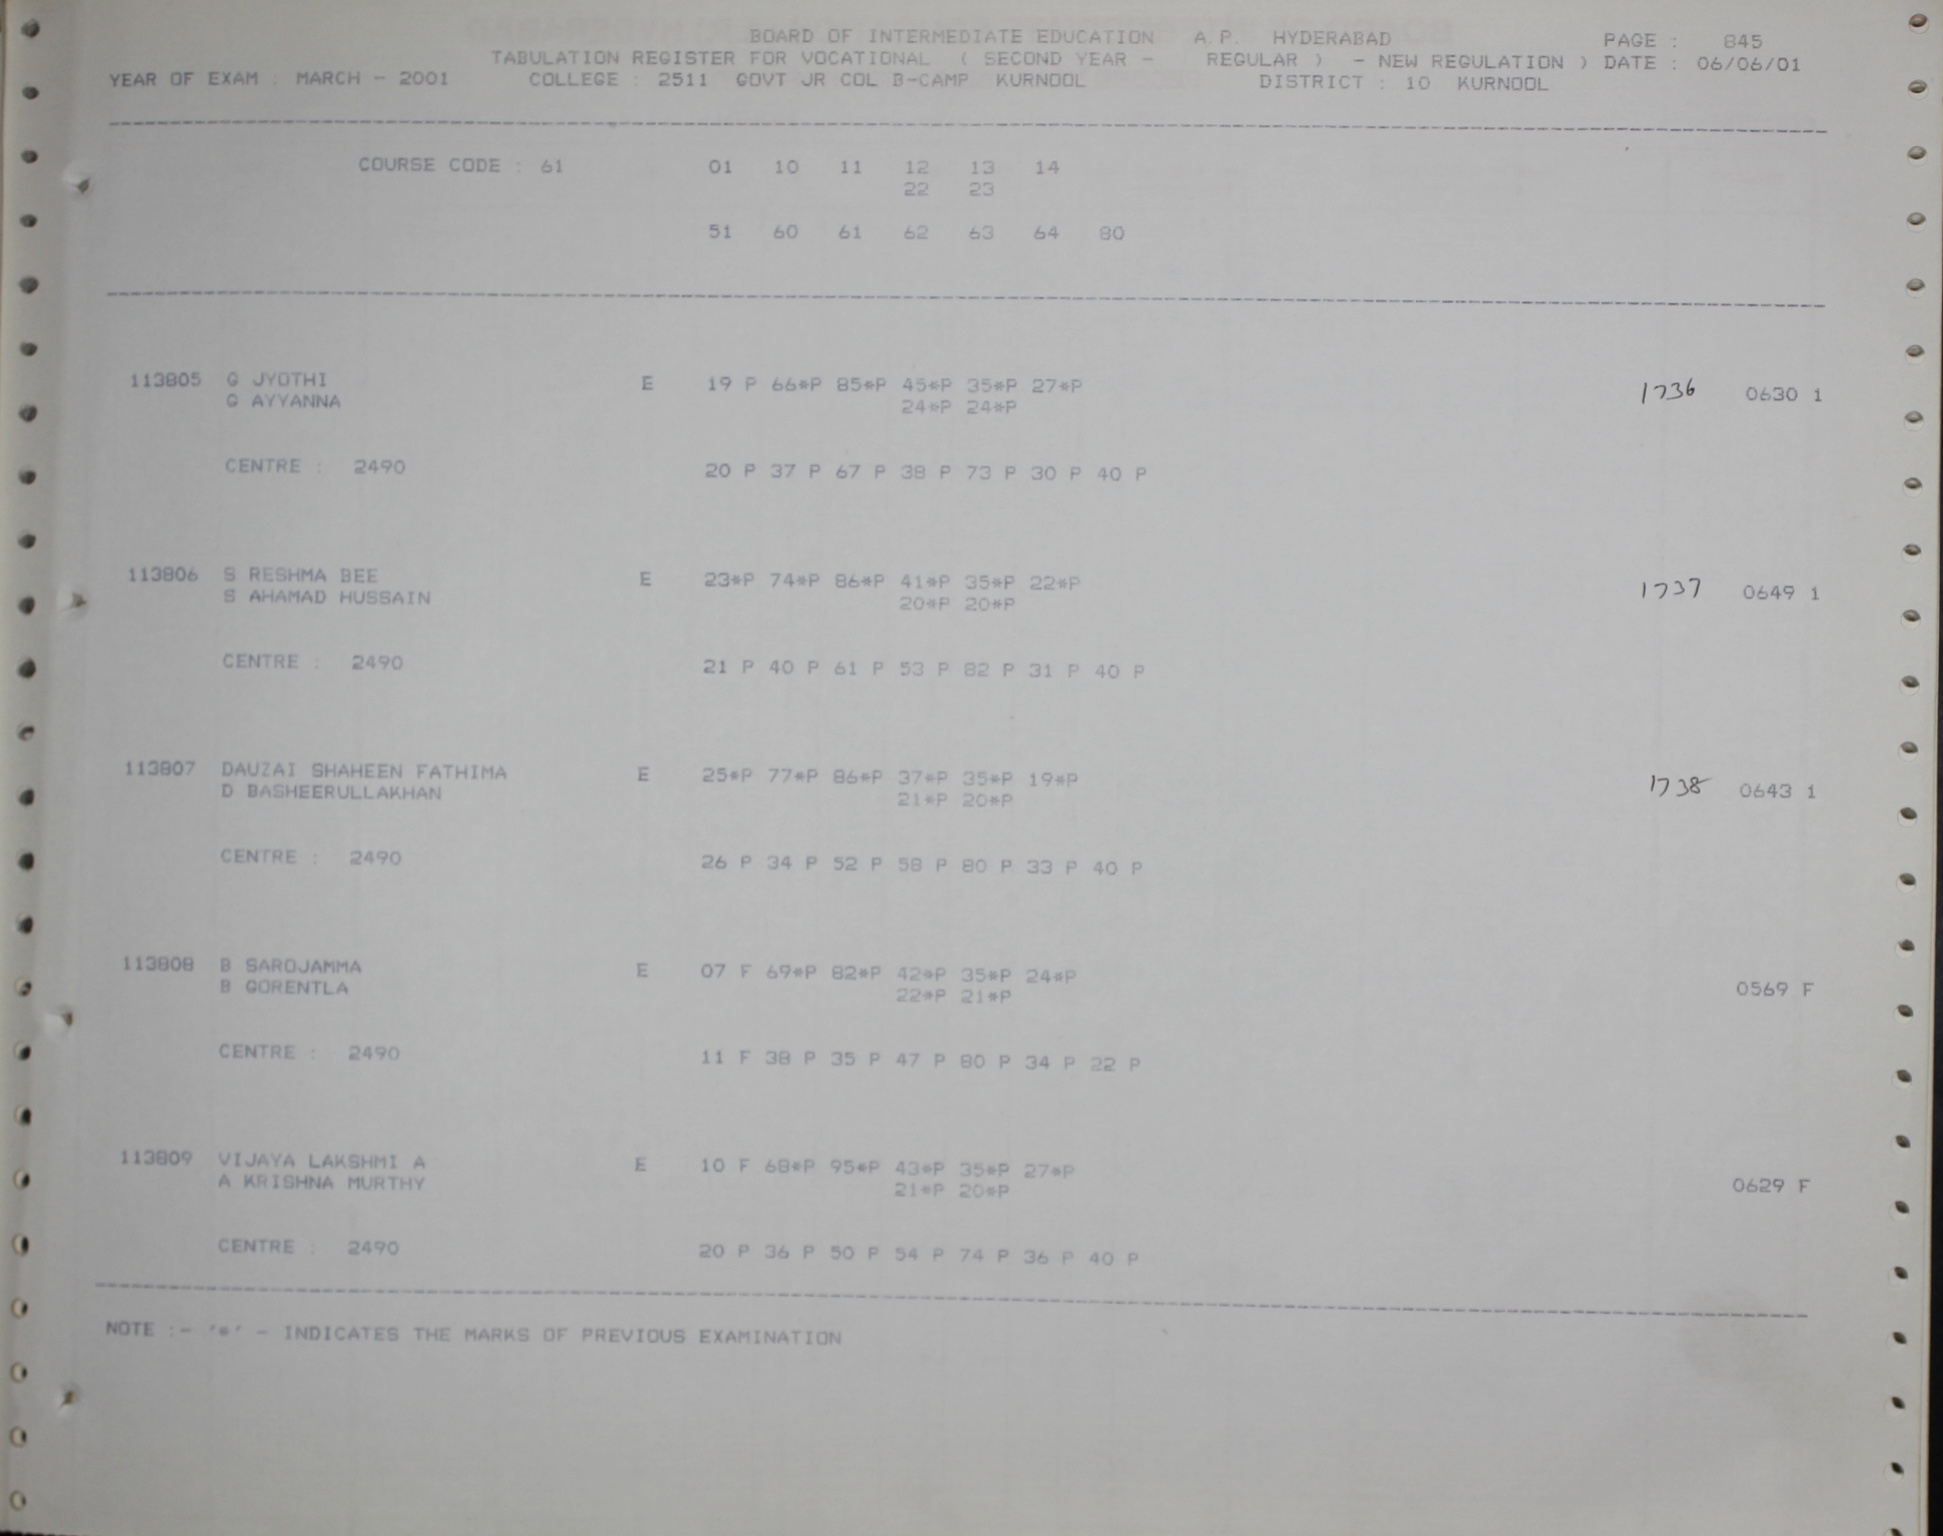 BOARD OF INTERMEDIATE EDUCATION A.P. HYDERABAD PAGE : 845
TABULATION REGISTER FOR VOCATIONAL ( SECOND YEAR - REGULAR ) - NEW REGULATION ) DATE : 06/06/01
YEAR OF EXAM : MARCH - 2001 COLLEGE : 2511 GOVT JR COL B-CAMP KURNOOL DISTRICT : 10 KURNOOL
COURSE CODE : 61 01 10 11 12 13 14
22 23
51 60 61 62 63 64 80
113805 G JYOTHI E 19 P 66*P 85*P 45*P 35*P 27*P 1736 0630 1
G AYYANNA 24*P 24*P
CENTRE : 2490 20 P 37 P 67 P 38 P 73 P 30 P 40 P
113806 S RESHMA BEE E 23*P 74*P 86*P 41*P 35*P 22*P 1737 0649 1
S AHAMAD HUSSAIN 20*P 20*P
CENTRE : 2490 21 P 40 P 61 P 53 P 82 P 31 P 40 P
113807 DAUZAI SHAHEEN FATHIMA E 25*P 77*P 86*P 37*P 35*P 19*P 1738 0643 1
D BASHEERULLAKHAN 21*P 20*P
CENTRE : 2490 26 P 34 P 52 P 58 P 80 P 33 P 40 P
113808 B SAROJAMMA E 07 F 69*P 82*P 42*P 35*P 24*P 0569 F
B GORENTLA 22*P 21*P
CENTRE : 2490 11 F 38 P 35 P 47 P 80 P 34 P 22 P
113809 VIJAYA LAKSHMI A E 10 F 68*P 95*P 43*P 35*P 27*P 0629 F
A KRISHNA MURTHY 21*P 20*P
CENTRE : 2490 20 P 36 P 50 P 54 P 74 P 36 P 40 P
NOTE :- '*' - INDICATES THE MARKS OF PREVIOUS EXAMINATION